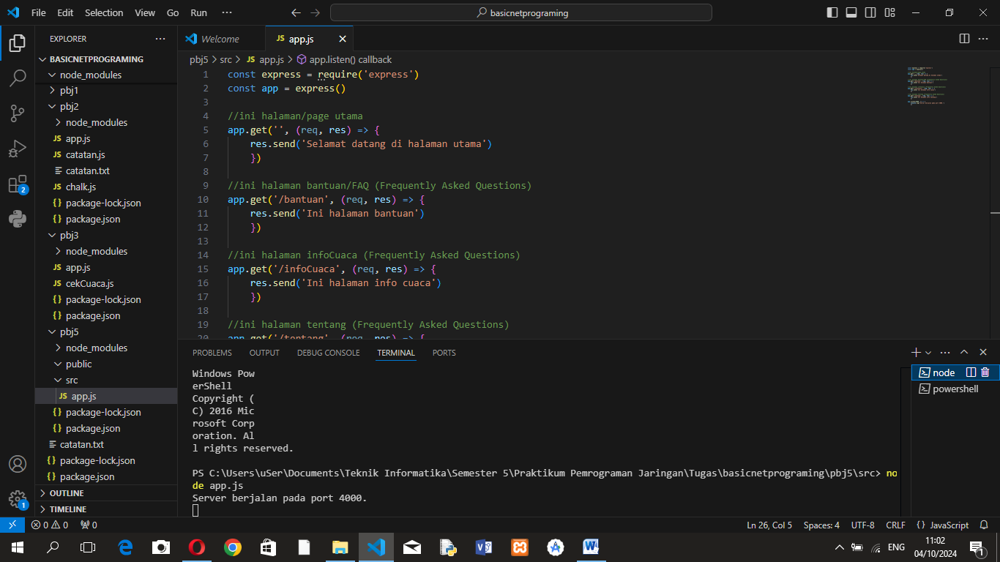 File Edit Selection View Go Run ··· basicnetprograming
EXPLORER ···
BASICNETPROGRAMING
node_modules
pbj1
pbj2
node_modules
JS app.js
JS catatan.js
catatan.txt
JS chalk.js
{} package-lock.json
{} package.json
pbj3
node_modules
JS app.js
JS cekCuaca.js
{} package-lock.json
{} package.json
pbj5
node_modules
public
src
JS app.js
{} package-lock.json
{} package.json
catatan.txt
{} package-lock.json
{} package.json
OUTLINE
TIMELINE
2
1
Welcome JS app.js
pbj5 > src > JS app.js > app.listen() callback
1 const express = require('express')
2 const app = express()
3
4 //ini halaman/page utama
5 app.get('', (req, res) => {
6 res.send('Selamat datang di halaman utama')
7 })
8
9 //ini halaman bantuan/FAQ (Frequently Asked Questions)
10 app.get('/bantuan', (req, res) => {
11 res.send('Ini halaman bantuan')
12 })
13
14 //ini halaman infoCuaca (Frequently Asked Questions)
15 app.get('/infoCuaca', (req, res) => {
16 res.send('Ini halaman info cuaca')
17 })
18
19 //ini halaman tentang (Frequently Asked Questions)
20 app.get('/tentang', (req, res) => {
PROBLEMS OUTPUT DEBUG CONSOLE TERMINAL PORTS
Windows Pow
erShell
Copyright (
C) 2016 Mic
rosoft Corp
oration. Al
l rights reserved.
PS C:\Users\uSer\Documents\Teknik Informatika\Semester 5\Praktikum Pemrograman Jaringan\Tugas\basicnetprograming\pbj5\src> no
de app.js
Server berjalan pada port 4000.
node
powershell
0 0 0 Ln 26, Col 5 Spaces: 4 UTF-8 CRLF {} JavaScript
ENG 11:02
04/10/2024
1